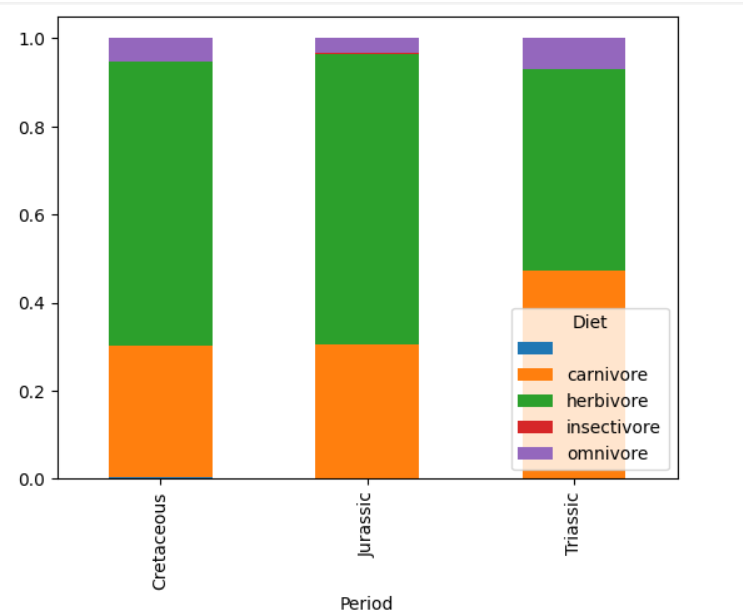 1.0
0.8
0.6
0.4
0.2
0.0
Diet
carnivore
herbivore
insectivore
omnivore
Cretaceous
Jurassic
Triassic
Period